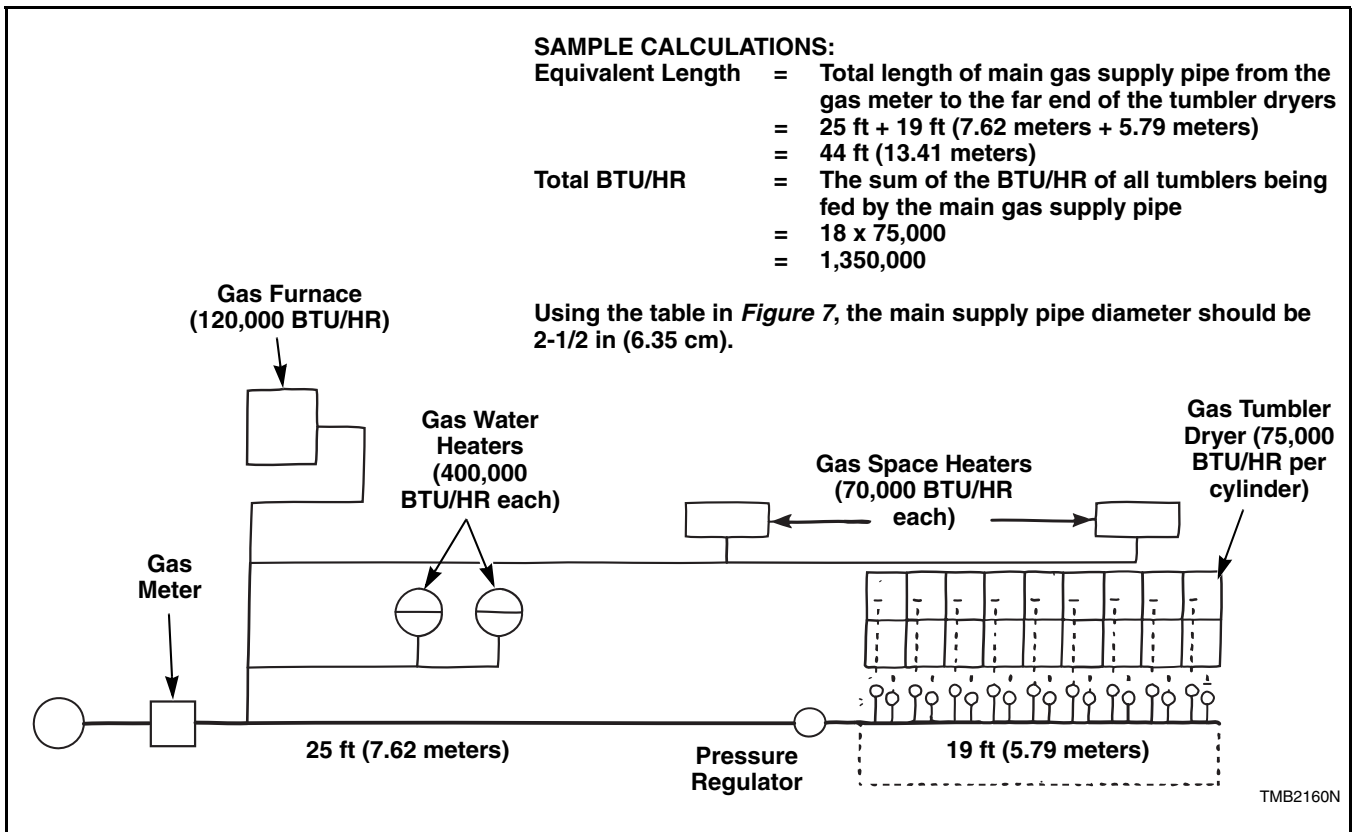 SAMPLE CALCULATIONS:
Equivalent Length = Total length of main gas supply pipe from the
gas meter to the far end of the tumbler dryers
= 25 ft + 19 ft (7.62 meters + 5.79 meters)
= 44 ft (13.41 meters)
Total BTU/HR = The sum of the BTU/HR of all tumblers being
fed by the main gas supply pipe
= 18 x 75,000
= 1,350,000
Using the table in Figure 7, the main supply pipe diameter should be
2-1/2 in (6.35 cm).
Gas Furnace
(120,000 BTU/HR)
Gas Water
Heaters
(400,000
BTU/HR each)
Gas Space Heaters
(70,000 BTU/HR
each)
Gas Tumbler
Dryer (75,000
BTU/HR per
cylinder)
Gas
Meter
25 ft (7.62 meters)
Pressure
Regulator
19 ft (5.79 meters)
TMB2160N